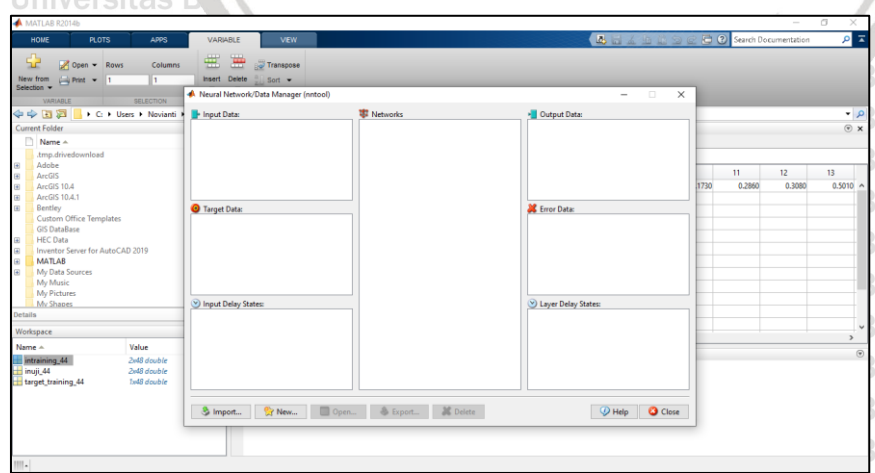 Universitas B
MATLAB R2014b
HOME PLOTS APPS VARIABLE VIEW Search Documentation
Open Rows Columns Transpose
New from Selection Print 1 1 Insert Delete Sort
VARIABLE SELECTION
C: Users Novianti
Current Folder
Name
.tmp.drivedownload
Adobe
ArcGIS
ArcGIS 10.4
ArcGIS 10.4.1
Bentley
Custom Office Templates
GIS DataBase
HEC Data
Inventor Server for AutoCAD 2019
MATLAB
My Data Sources
My Music
My Pictures
My Shapes
Details
Workspace
Name Value
intraining_44 2x48 double
inuji_44 2x48 double
target_training_44 1x48 double
Neural Network/Data Manager (nntool)
Input Data: Networks Output Data:
Target Data: Error Data:
Input Delay States: Layer Delay States:
Import... New... Open... Export... Delete Help Close
11 12 13
.1730 0.2860 0.3080 0.5010